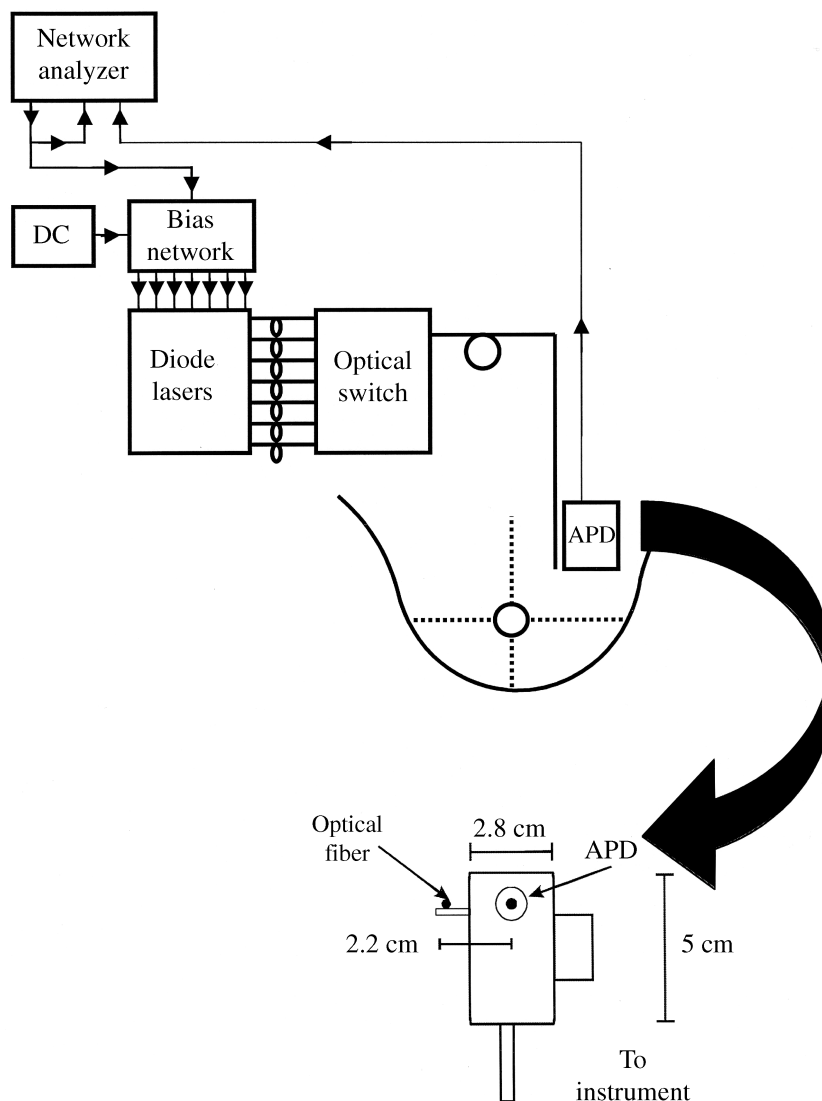 Network
analyzer
DC
Bias
network
Diode
lasers
Optical
switch
APD
Optical
fiber
2.8 cm
APD
2.2 cm
5 cm
To
instrument